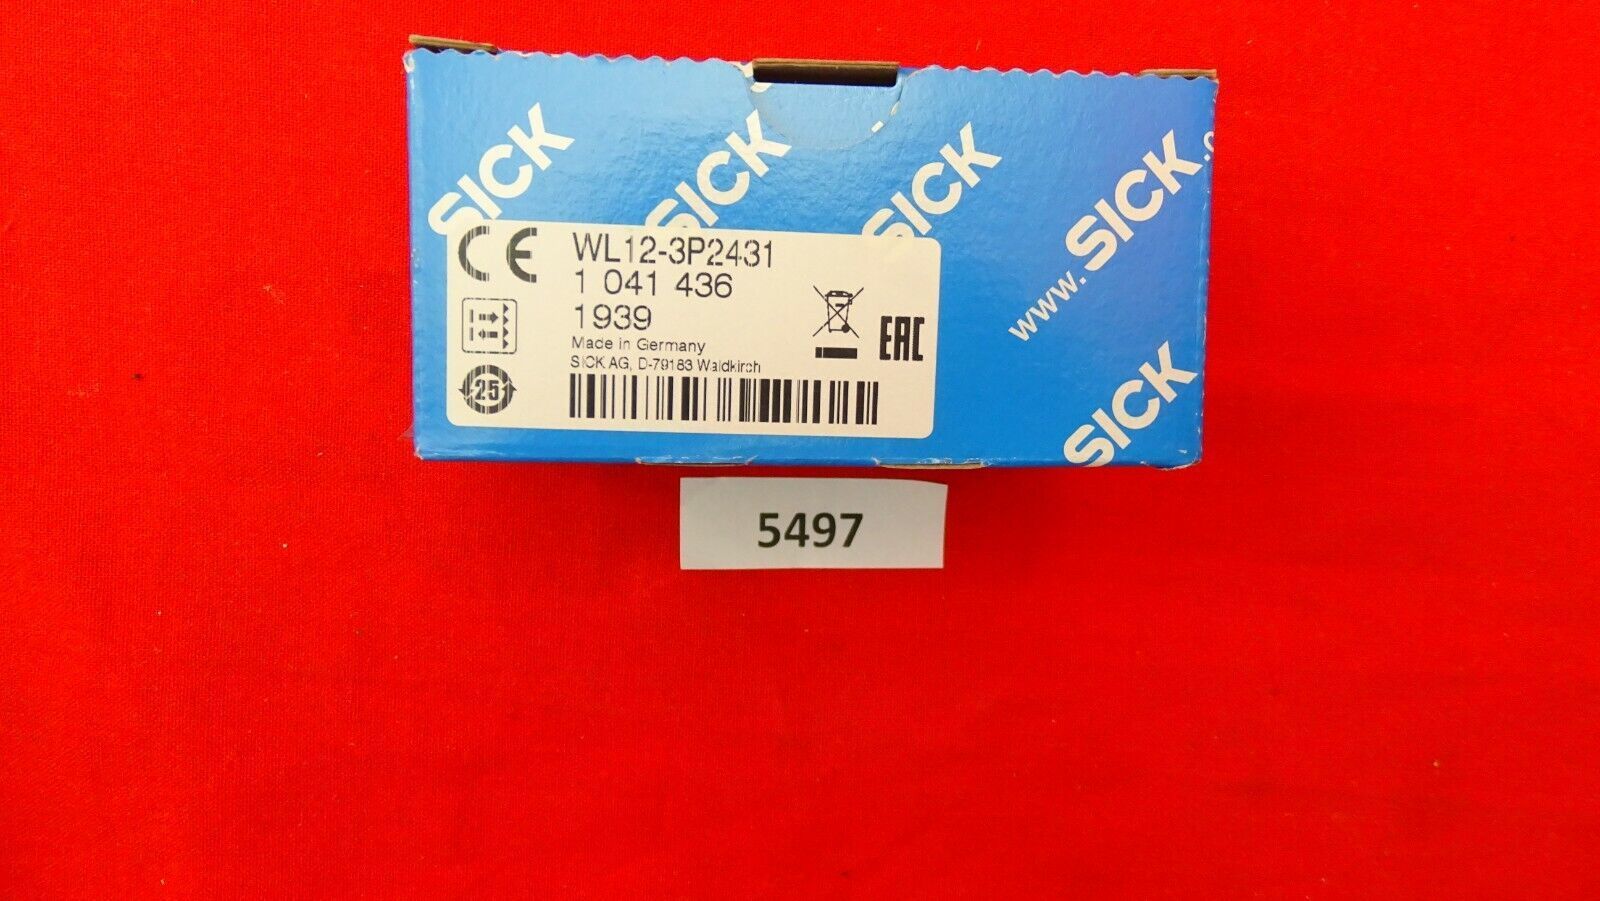 SICK
SICK
SICK
www.SICK.
SICK
CE
WL12-3P2431
1 041 436
1939
Made in Germany
SICK AG, D-79183 Waldkirch
EAC
25
5497